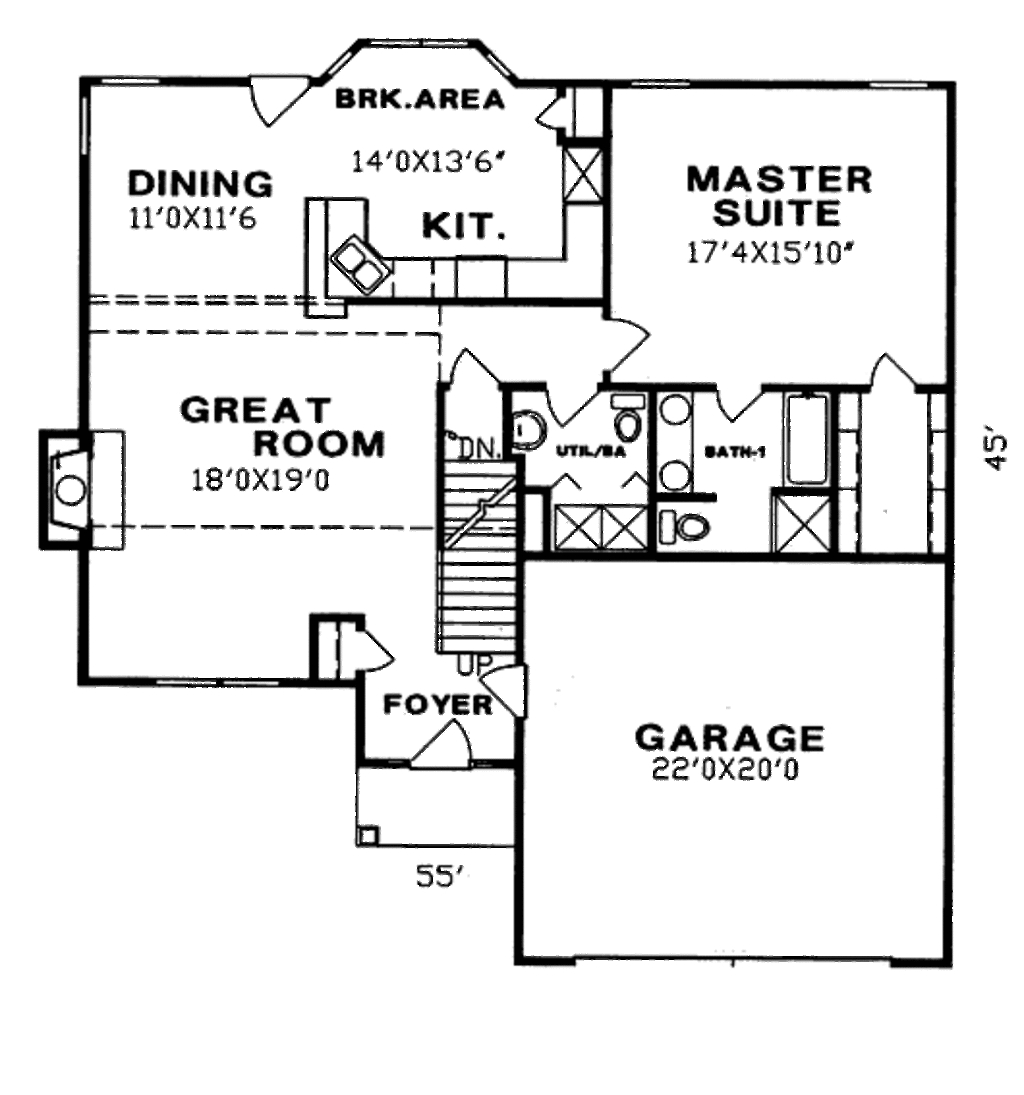 BRK.AREA
14'0X13'6"
KIT.
DINING
11'0X11'6
MASTER
SUITE
17'4X15'10"
GREAT
ROOM
18'0X19'0
DN.
UTIL/BA
BATH-1
45'
UP
FOYER
GARAGE
22'0X20'0
55'